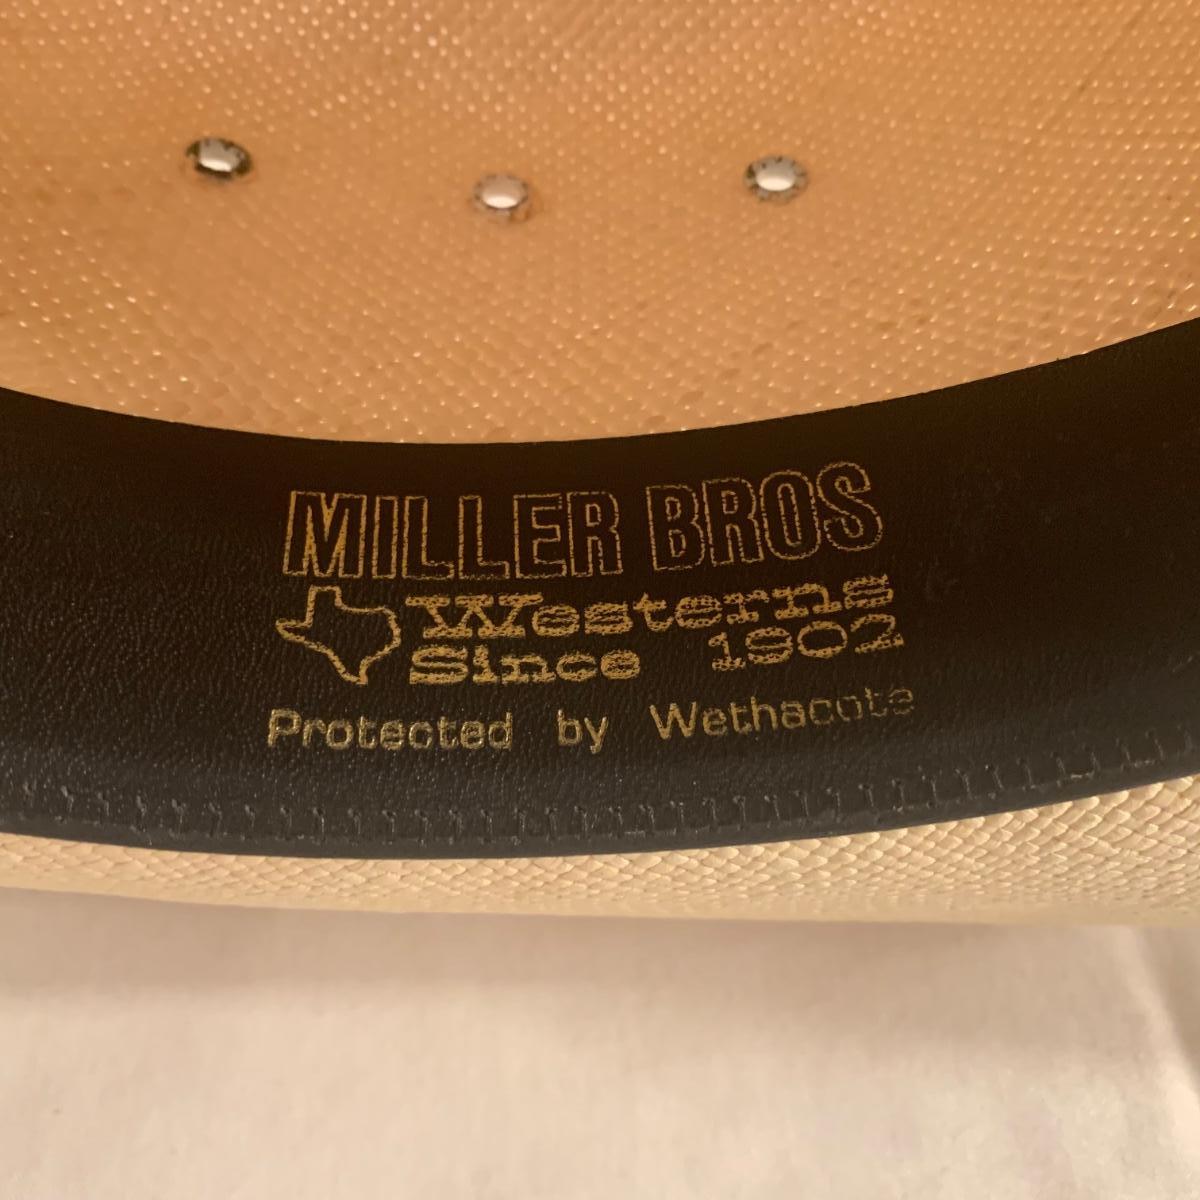 MILLER BROS
Westerns
Since 1902
Protected by Wethacote